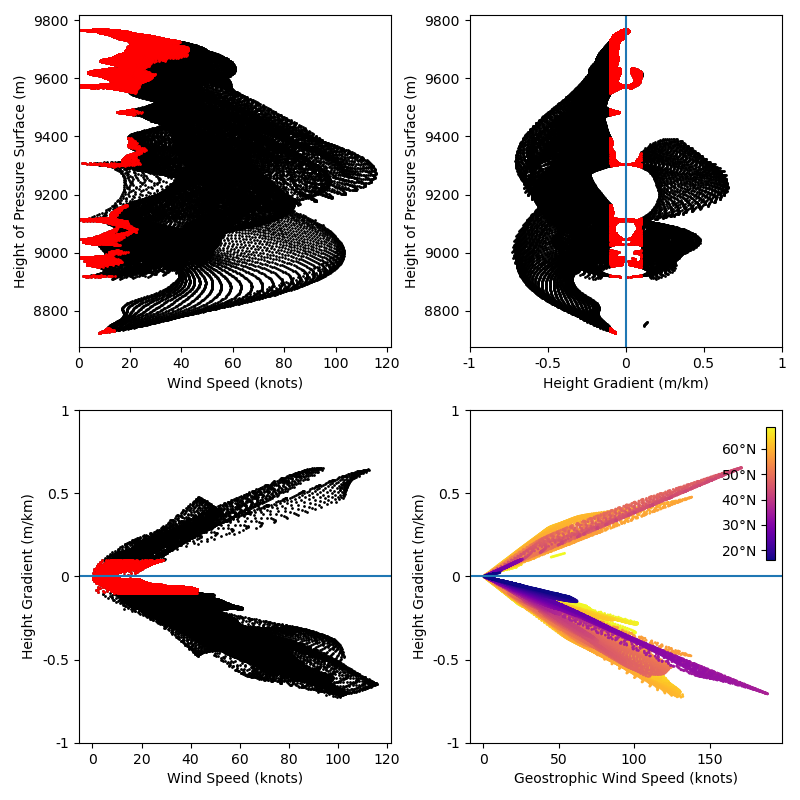 9800
9600
9400
9200
9000
8800
Height of Pressure Surface (m)
0 20 40 60 80 100 120
Wind Speed (knots)
9800
9600
9400
9200
9000
8800
Height of Pressure Surface (m)
-1 -0.5 0 0.5 1
Height Gradient (m/km)
1
0.5
0
-0.5
-1
Height Gradient (m/km)
0 20 40 60 80 100 120
Wind Speed (knots)
1
0.5
0
-0.5
-1
Height Gradient (m/km)
60°N
50°N
40°N
30°N
20°N
0 50 100 150
Geostrophic Wind Speed (knots)